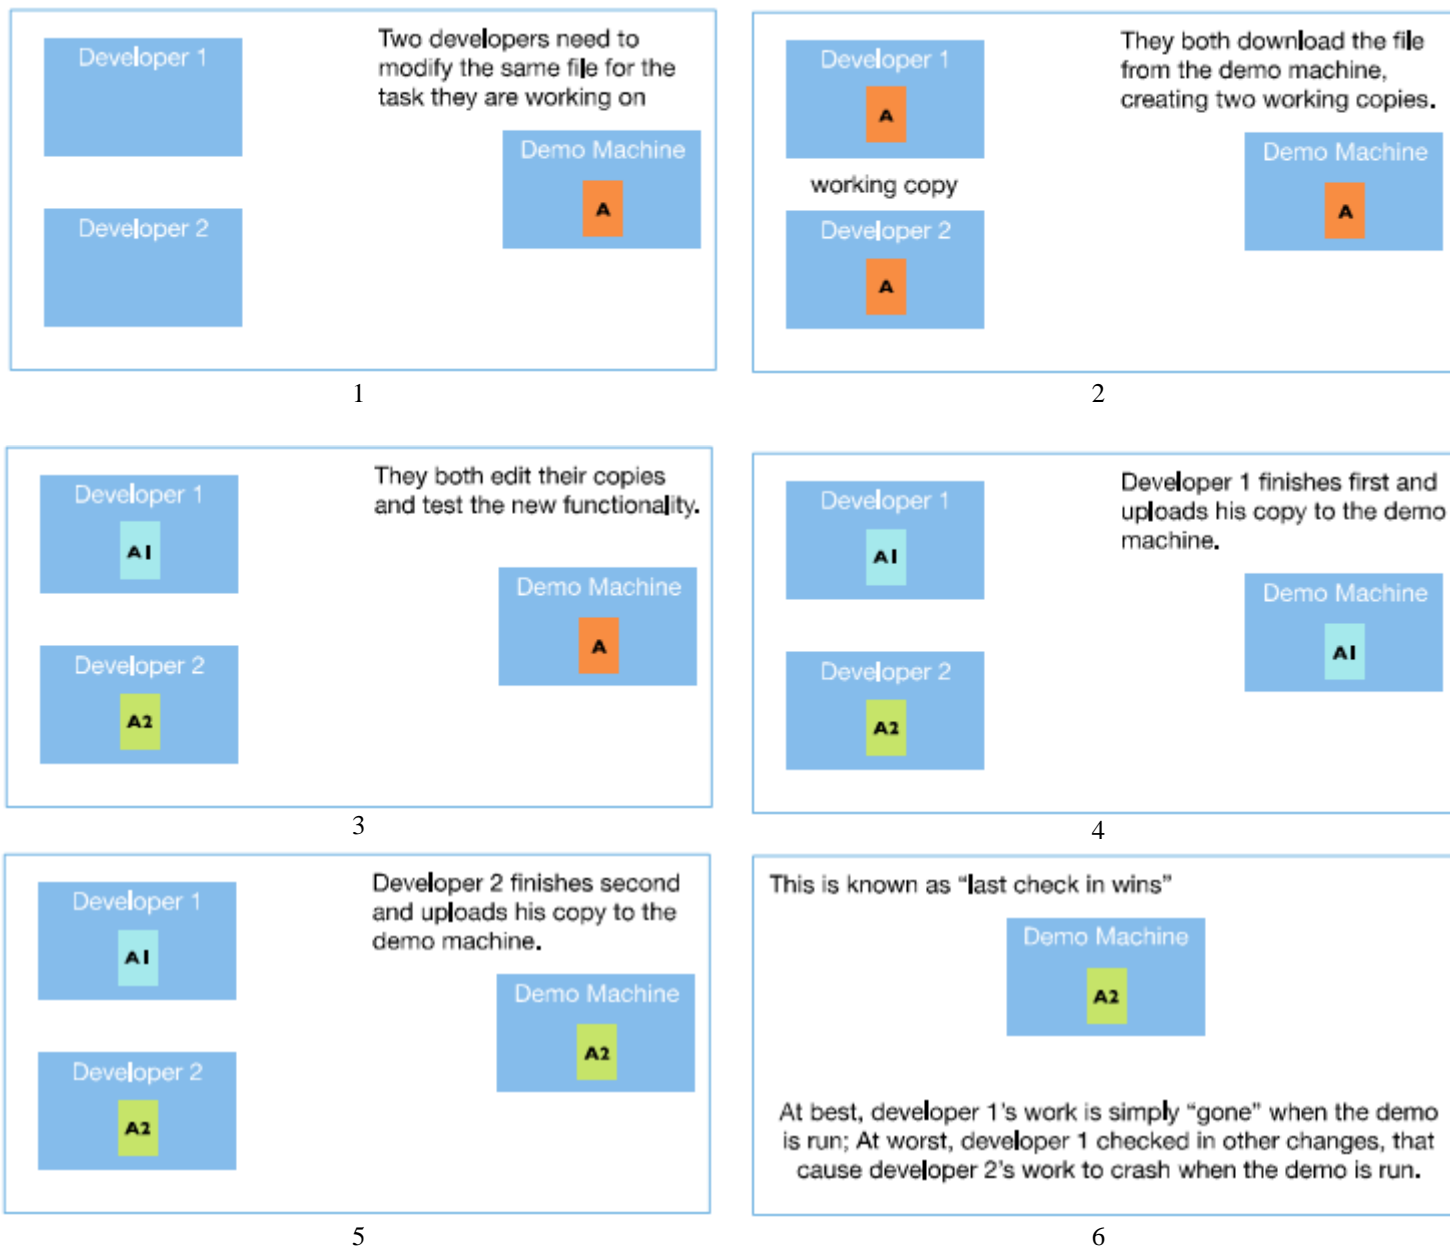 Developer 1
Two developers need to
modify the same file for the
task they are working on
Demo Machine
A
Developer 2
1
Developer 1
A
They both download the file
from the demo machine,
creating two working copies.
working copy
Demo Machine
A
Developer 2
A
2
Developer 1
A1
They both edit their copies
and test the new functionality.
Demo Machine
A
Developer 2
A2
3
Developer 1
A1
Developer 1 finishes first and
uploads his copy to the demo
machine.
Demo Machine
A1
Developer 2
A2
4
Developer 1
A1
Developer 2 finishes second
and uploads his copy to the
demo machine.
Demo Machine
A2
Developer 2
A2
5
This is known as “last check in wins”
Demo Machine
A2
At best, developer 1’s work is simply “gone” when the demo
is run; At worst, developer 1 checked in other changes, that
cause developer 2’s work to crash when the demo is run.
6